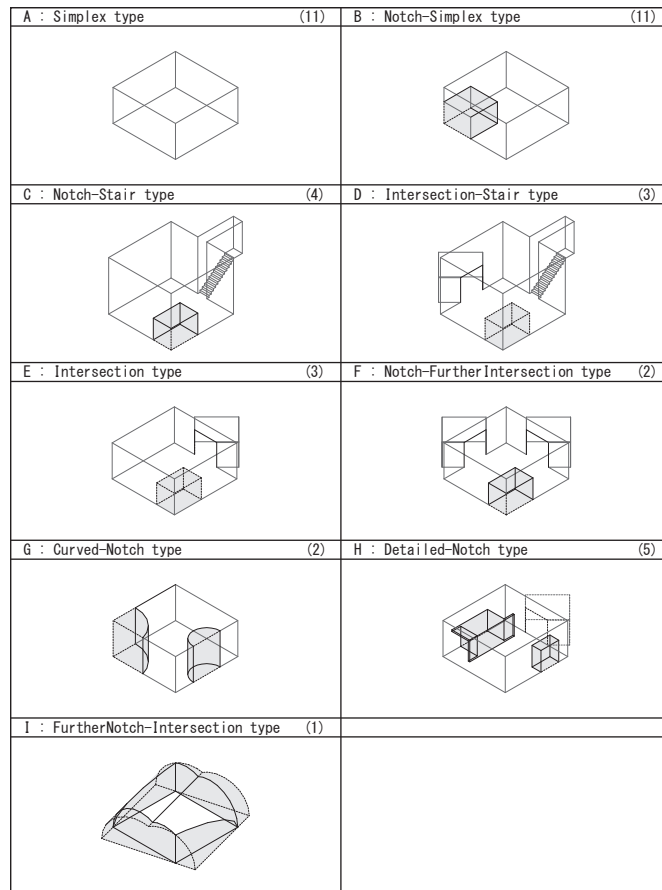 A : Simplex type (11)
B : Notch-Simplex type (11)
C : Notch-Stair type (4)
D : Intersection-Stair type (3)
E : Intersection type (3)
F : Notch-FurtherIntersection type (2)
G : Curved-Notch type (2)
H : Detailed-Notch type (5)
I : FurtherNotch-Intersection type (1)